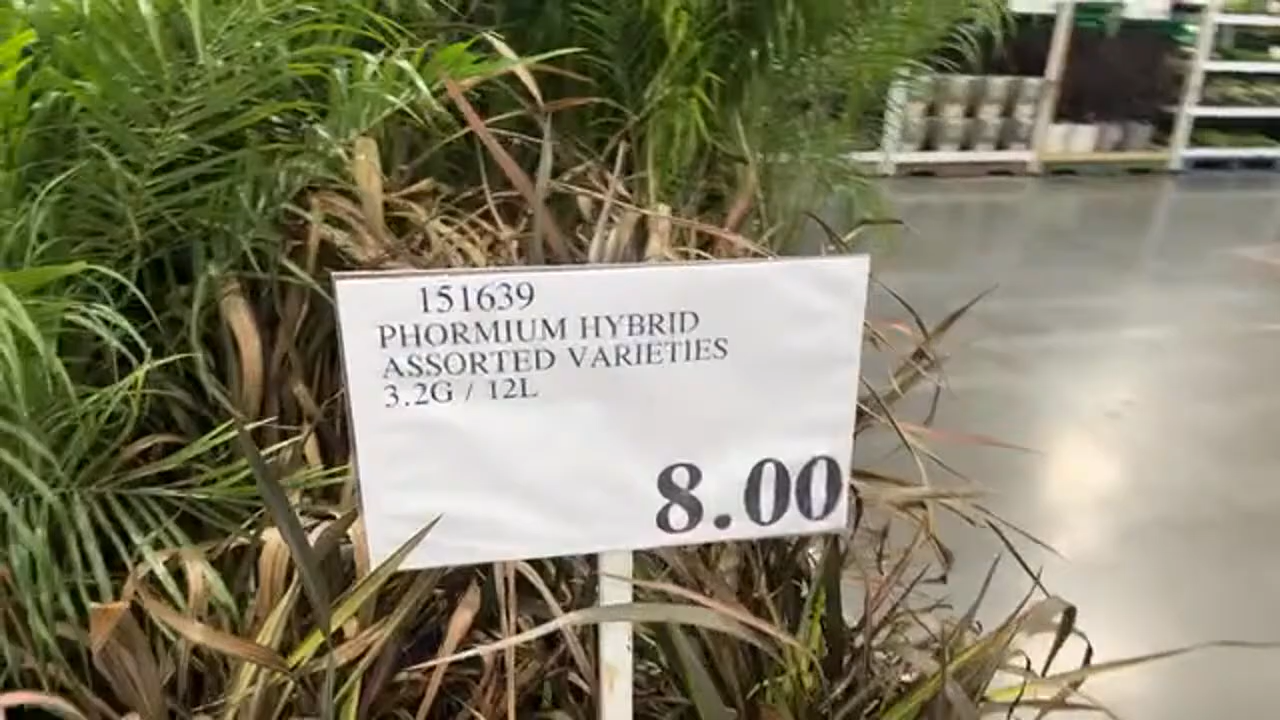 151639
PHORMIUM HYBRID
ASSORTED VARIETIES
3.2G / 12L
8.00